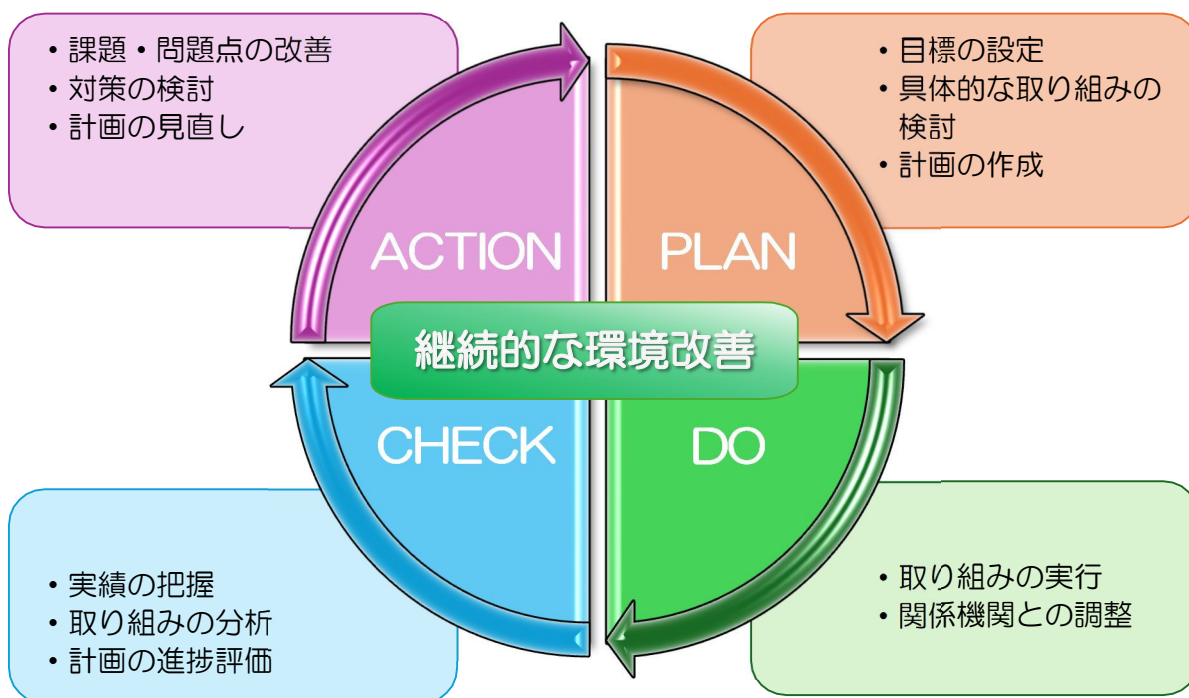 ・課題・問題点の改善
・対策の検討
・計画の見直し
・目標の設定
・具体的な取り組みの
検討
・計画の作成
ACTION
PLAN
継続的な環境改善
CHECK
DO
・実績の把握
・取り組みの分析
・計画の進捗評価
・取り組みの実行
・関係機関との調整